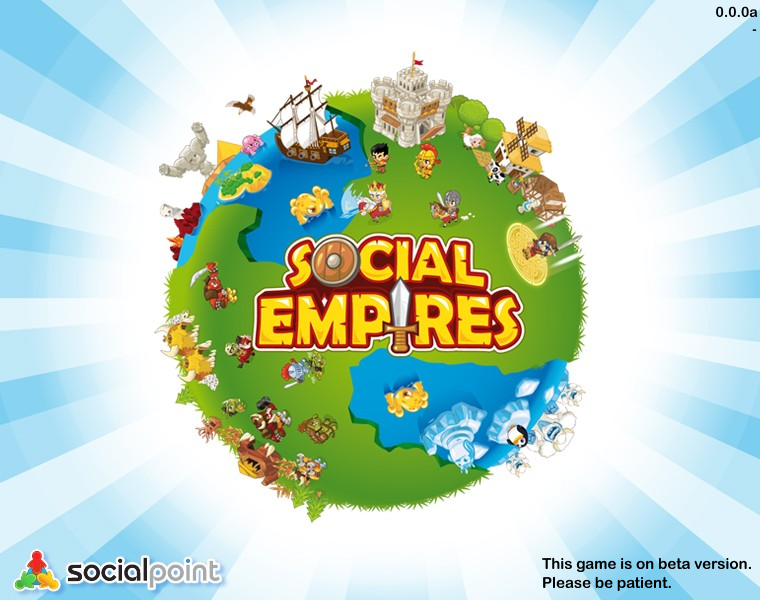 0.0.0a
-
SOCIAL
EMPIRES
socialpoint
This game is on beta version.
Please be patient.